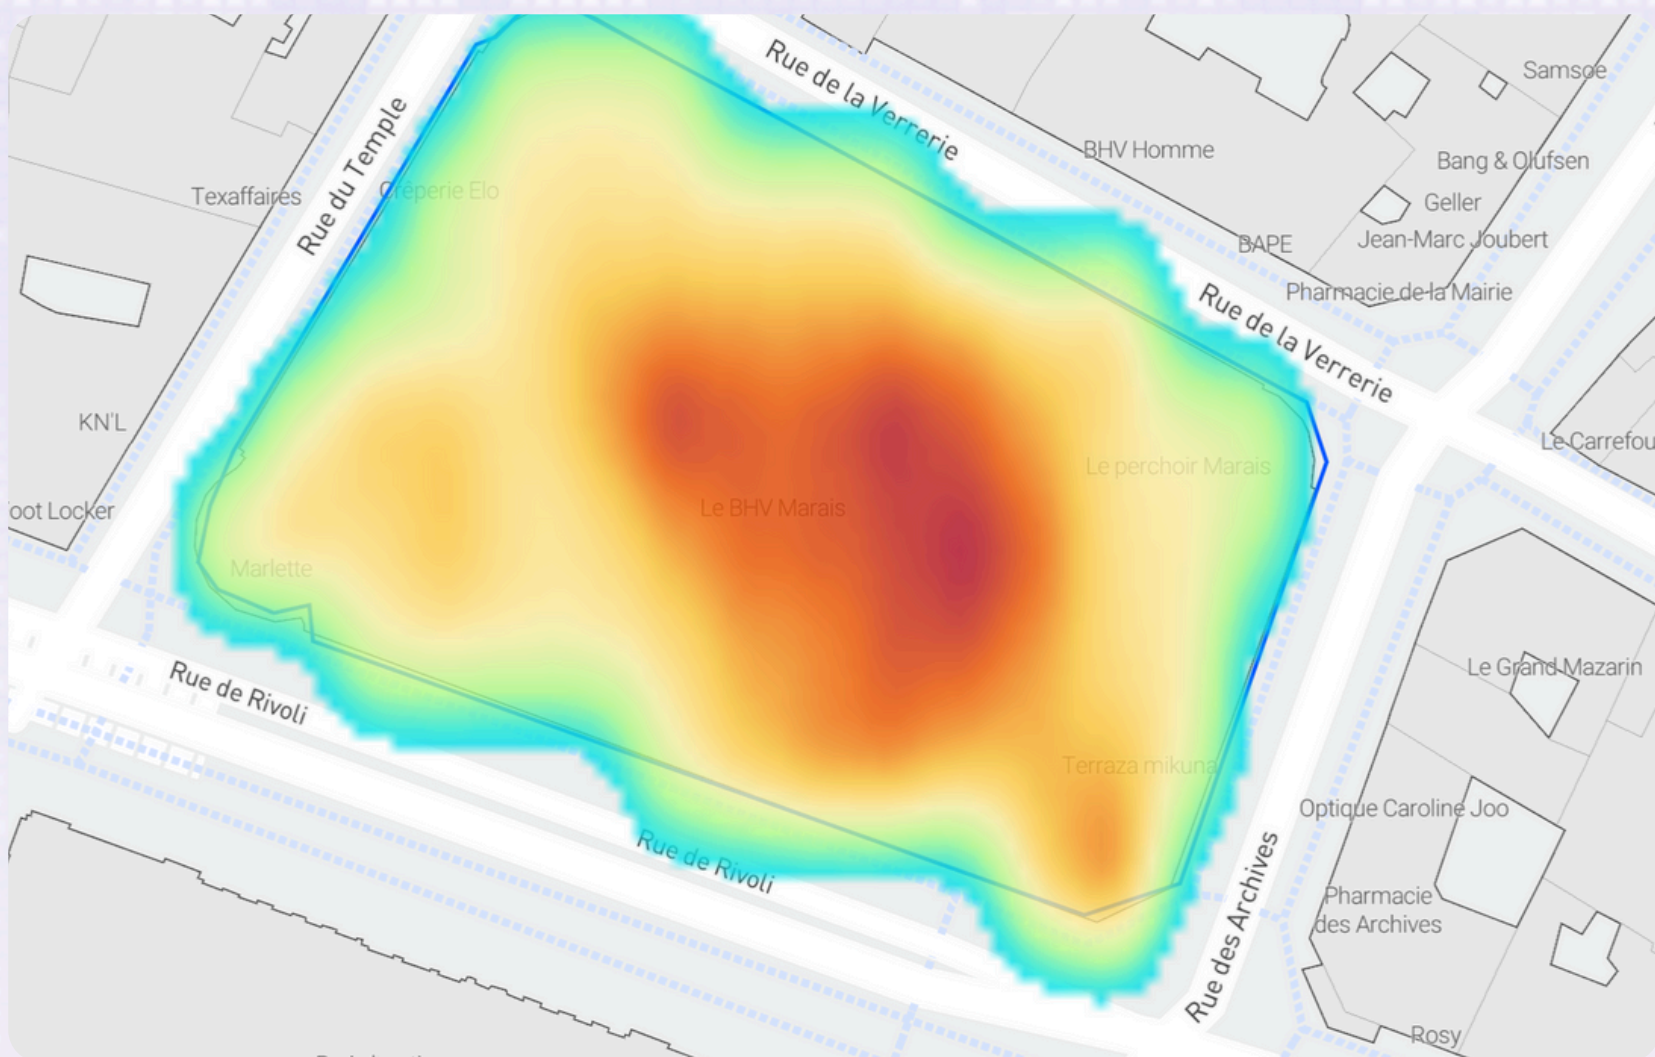 Rue de la Verrerie
Samsoe
BHV Homme
Bang & Olufsen
Rue du Temple
Texaffaires
Crêperie Elo
Geller
BAPE
Jean-Marc Joubert
Pharmacie de la Mairie
Rue de la Verrerie
KN'L
Le Carrefou
Le perchoir Marais
oot Locker
Le BHV Marais
Marlette
Le Grand Mazarin
Rue de Rivoli
Terraza mikuna
Optique Caroline Joo
Rue de Rivoli
Pharmacie
des Archives
Rue des Archives
Rosy